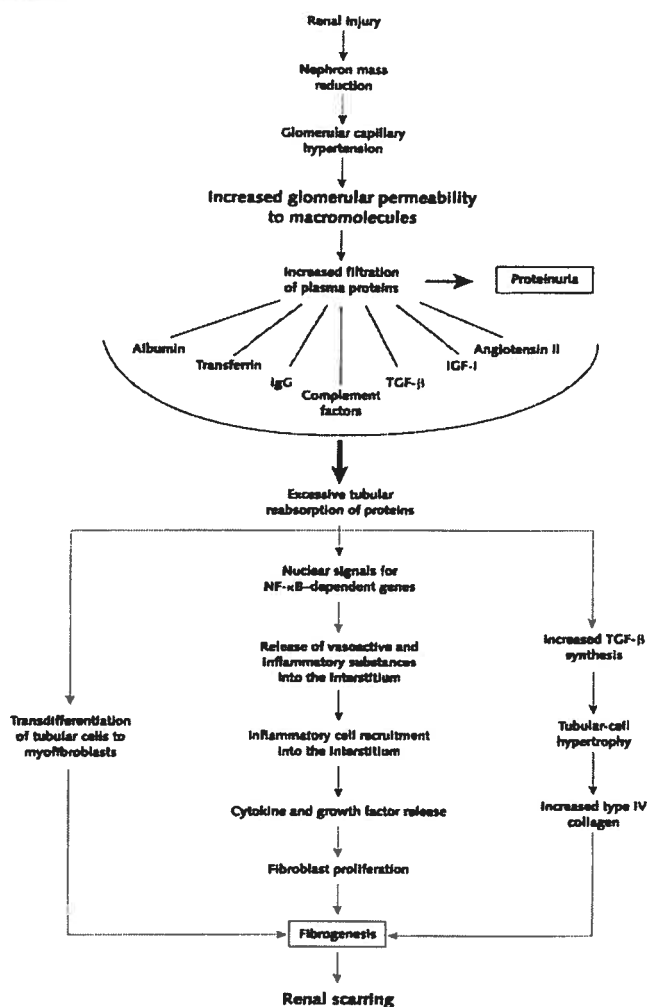 Renal Injury
Nephron mass
reduction
Glomerular capillary
hypertension
Increased glomerular permeability
to macromolecules
Increased filtration
of plasma proteins
Proteinuria
Albumin
Transferrin
IgG
Complement
factors
TGF-β
IGF-I
Angiotensin II
Excessive tubular
reabsorption of proteins
Nuclear signals for
NF-κB–dependent genes
Release of vasoactive and
inflammatory substances
into the interstitium
Inflammatory cell recruitment
into the interstitium
Cytokine and growth factor release
Fibroblast proliferation
Transdifferentiation
of tubular cells to
myofibroblasts
Increased TGF-β
synthesis
Tubular-cell
hypertrophy
Increased type IV
collagen
Fibrogenesis
Renal scarring